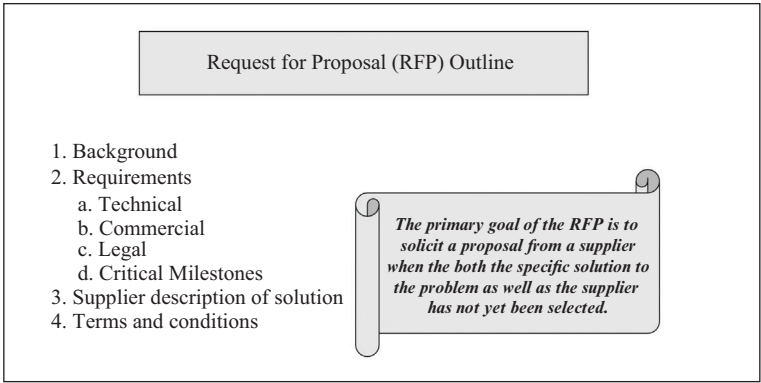 Request for Proposal (RFP) Outline
1. Background
2. Requirements
a. Technical
b. Commercial
c. Legal
d. Critical Milestones
3. Supplier description of solution
4. Terms and conditions
The primary goal of the RFP is to
solicit a proposal from a supplier
when the both the specific solution to
the problem as well as the supplier
has not yet been selected.